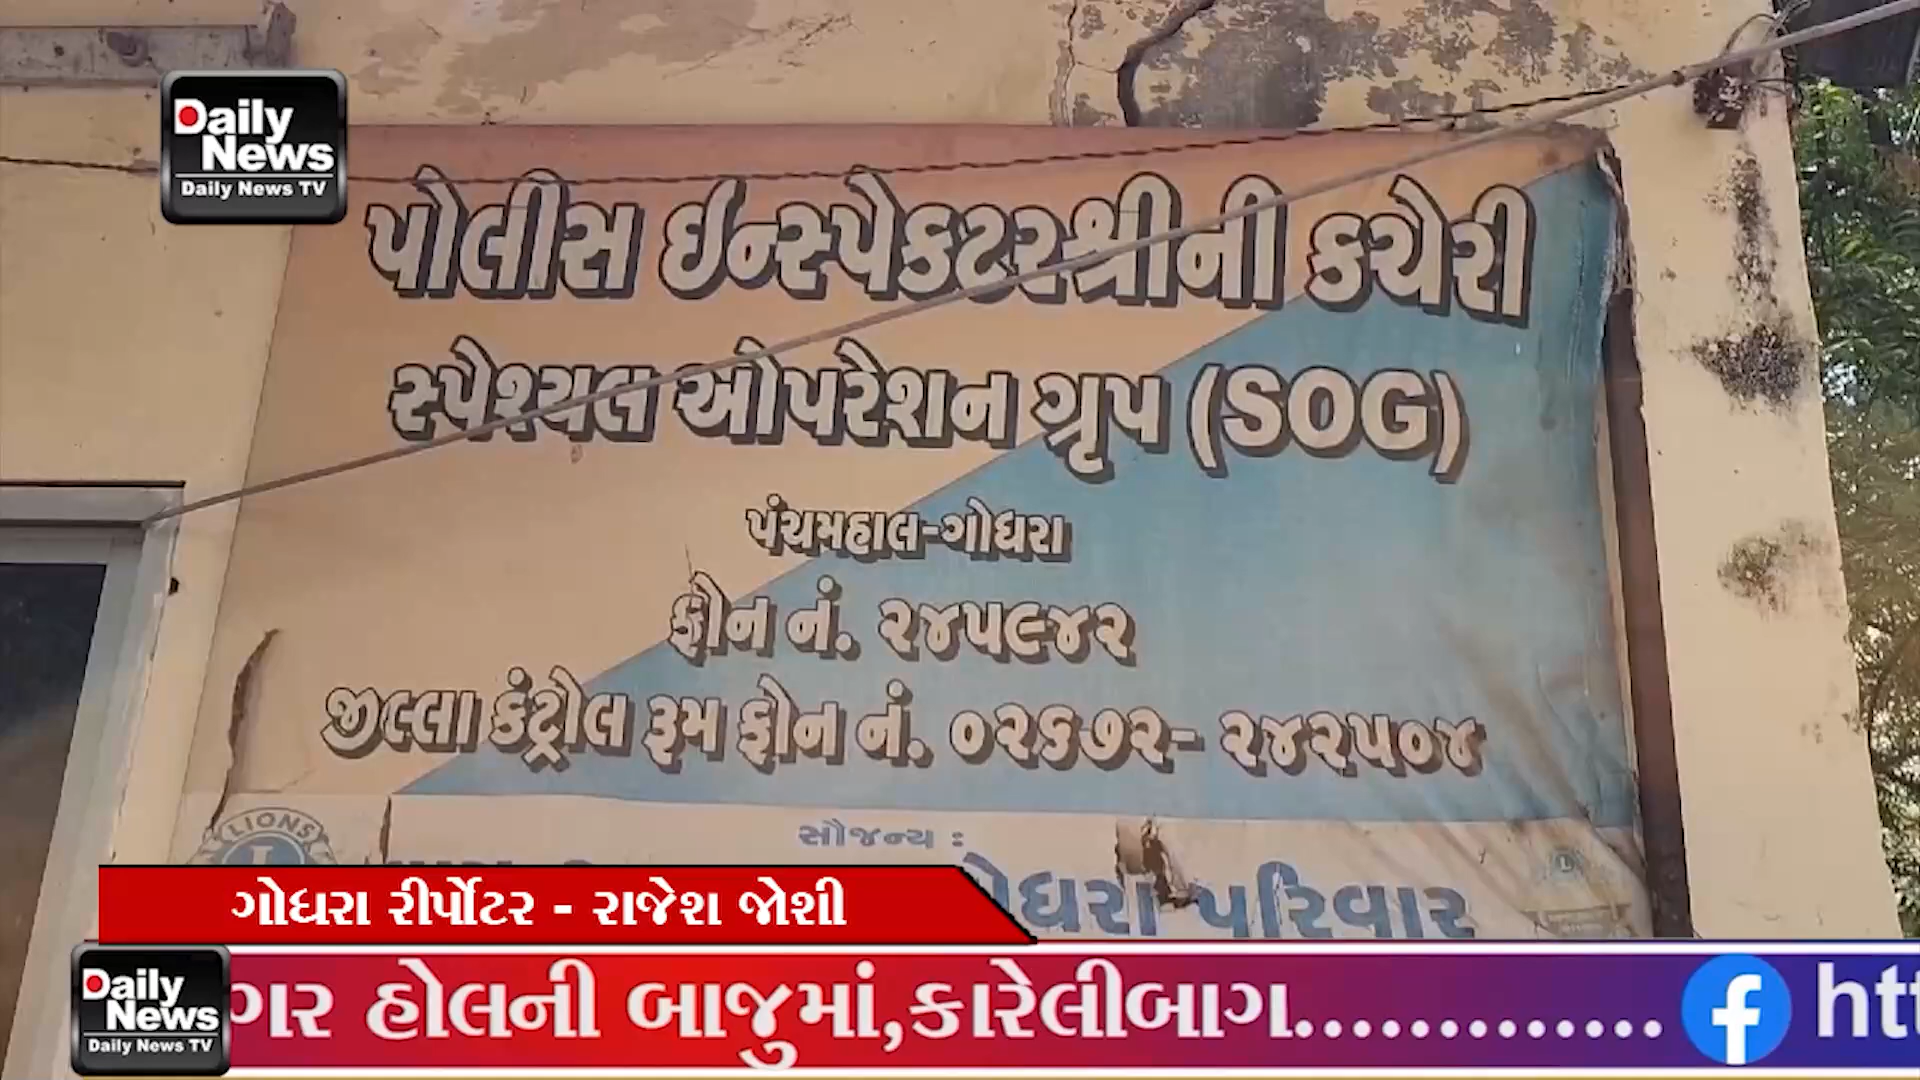 Daily
News
Daily News TV
પોલીસ ઈન્સ્પેકટરશ્રીની કચેરી
સ્પેશ્યલ ઓપરેશન ગ્રૃપ (SOG)
પંચમહાલ-ગોધરા
ફોન નં. ૨૪૫૯૪૨
જીલ્લા કંટ્રોલ રૂમ ફોન નં. ૦૨૬૭૨- ૨૪૨૫૦૪
LIONS
L
સૌજન્ય :
પરિવાર
ગોધરા રીર્પોટર - રાજેશ જોશી
Daily
News
Daily News TV
ગર હોલની બાજુમાં,કારેલીબાગ............. f htt